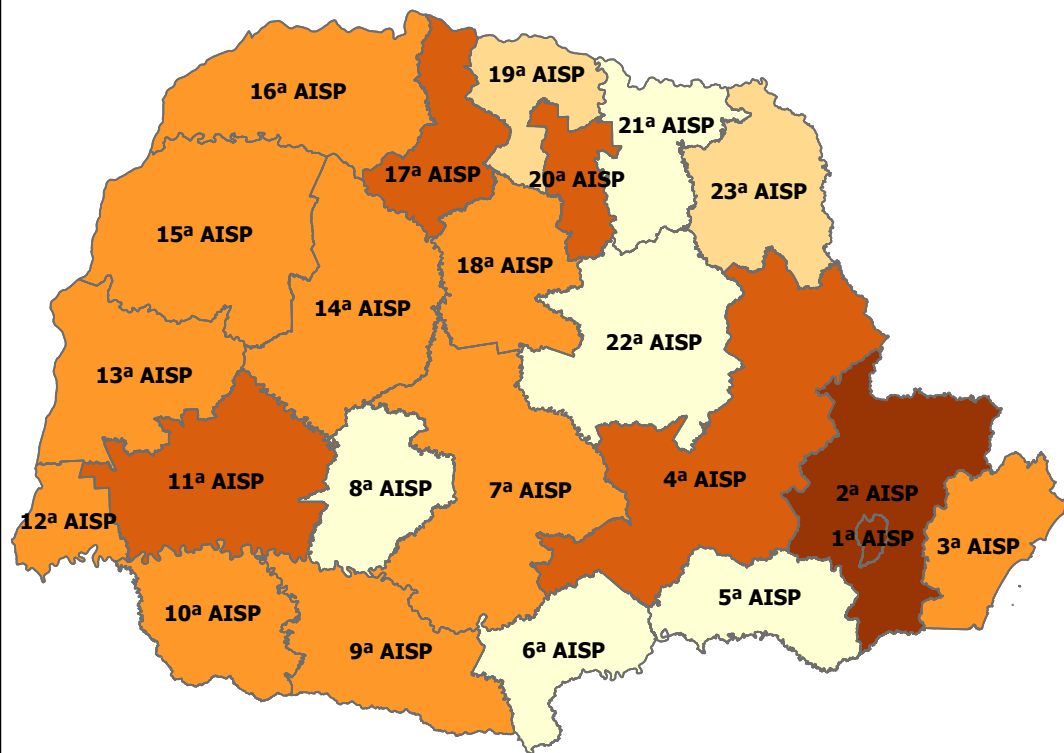 19ª AISP
16ª AISP
21ª AISP
17ª AISP
20ª AISP
23ª AISP
15ª AISP
18ª AISP
14ª AISP
22ª AISP
13ª AISP
11ª AISP
8ª AISP
7ª AISP
4ª AISP
2ª AISP
12ª AISP
1ª AISP
3ª AISP
5ª AISP
10ª AISP
9ª AISP
6ª AISP